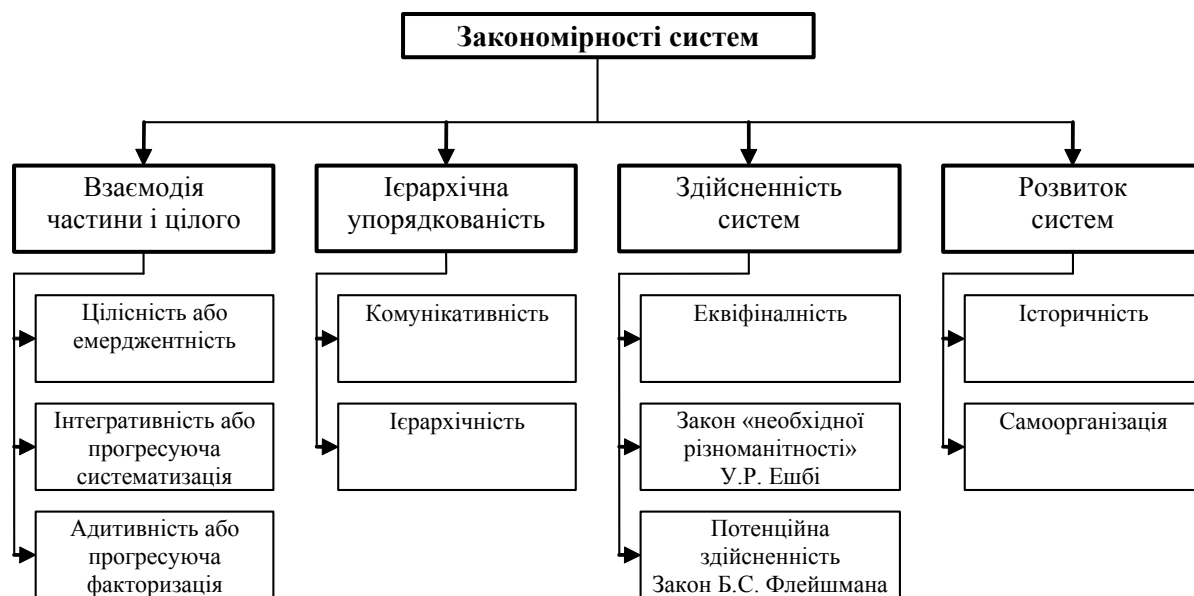 Закономірності систем
Взаємодія
частини і цілого
Ієрархічна
упорядкованість
Здійсненність
систем
Розвиток
систем
Цілісність або
емерджентність
Комунікативність
Еквіфіналність
Історичність
Інтегративність або
прогресуюча
систематизація
Ієрархічність
Закон «необхідної
різноманітності»
У.Р. Ешбі
Самоорганізація
Адитивність або
прогресуюча
факторизація
Потенційна
здійсненність
Закон Б.С. Флейшмана